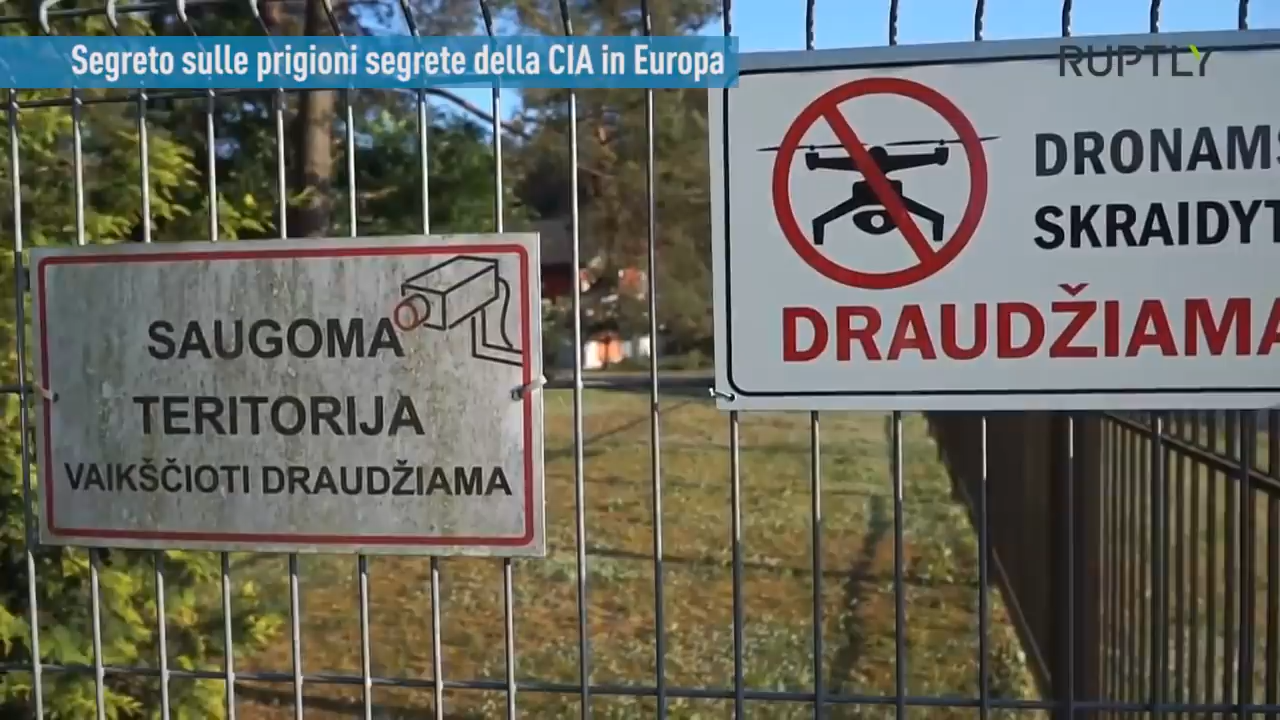 Segreto sulle prigioni segrete della CIA in Europa
RUPTLY
SAUGOMA
TERITORIJA
VAIKŠČIOTI DRAUDŽIAMA
DRONAMS
SKRAIDYT
DRAUDŽIAMA